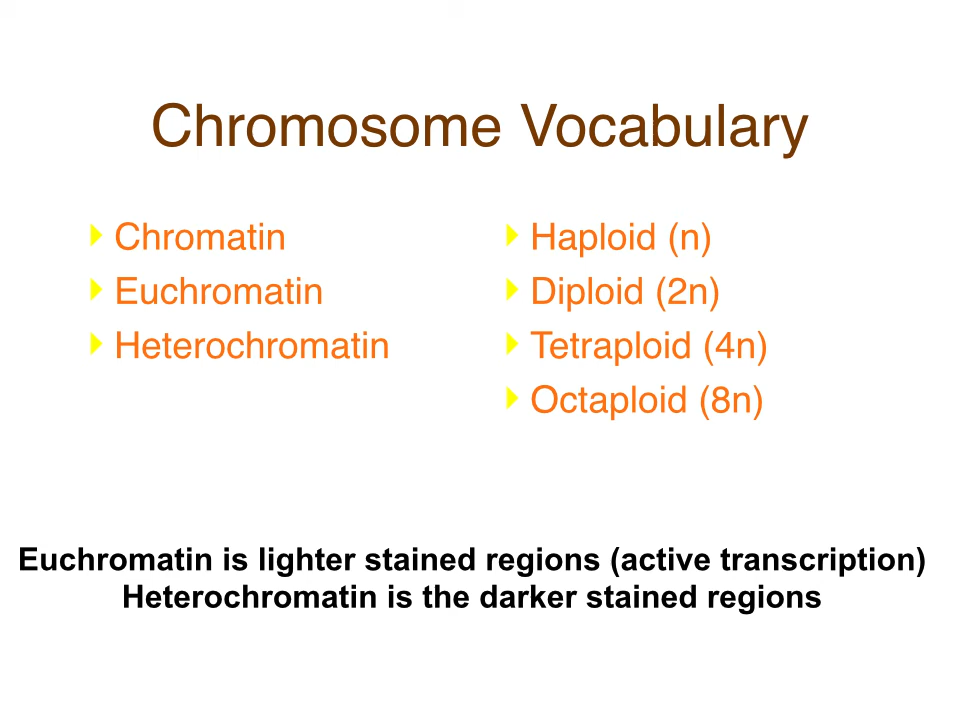 Chromosome Vocabulary
Chromatin
Euchromatin
Heterochromatin
Haploid (n)
Diploid (2n)
Tetraploid (4n)
Octaploid (8n)
Euchromatin is lighter stained regions (active transcription)
Heterochromatin is the darker stained regions